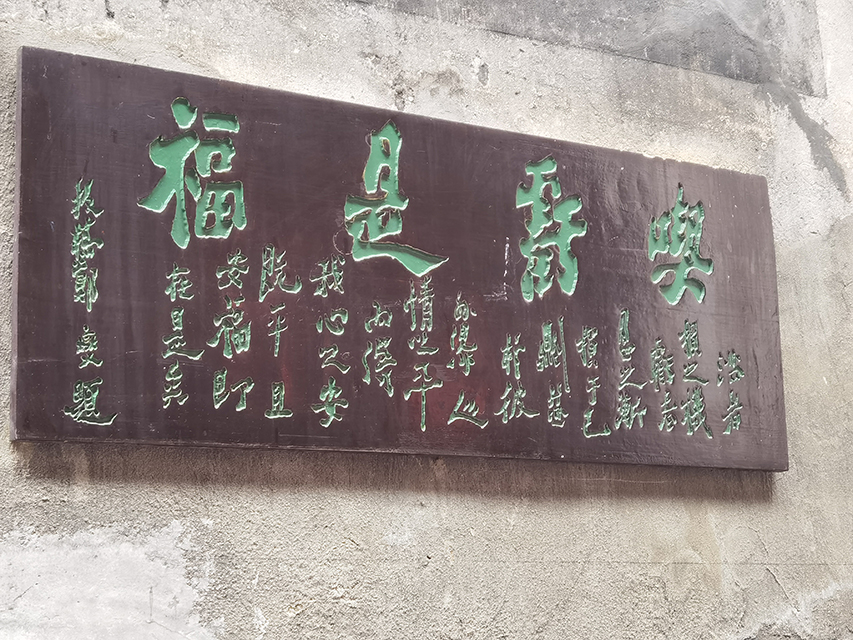 喫虧是福
滿者
損之機
虧者
盈之漸
損于己
則益
於彼
外得人
情之平
內得
我心之安
既平且
安福即
在是矣
板橋鄭燮題